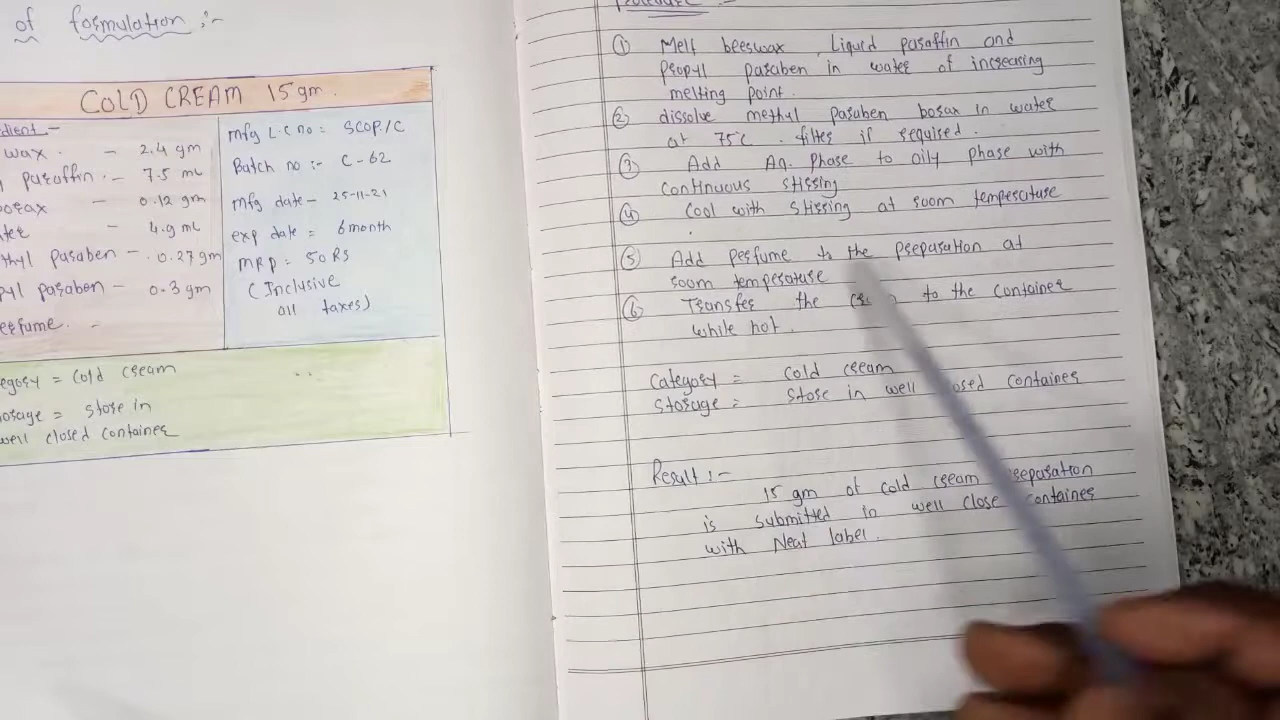 of formulation :-
COLD CREAM 15 gm.
dient -
wax. - 2.4 gm
paraffin - 7.5 mL
borax - 0.12 gm
ter - 4.9 mL
thyl paraben - 0.27 gm
pyl paraben - 0.3 gm
erfume. -
mfg L.C no = SCOP/C
Batch no :- C-62
mfg date - 25-11-21
exp date = 6 month
MRP = 50 RS
( Inclusive
all taxes)
egory = cold cream
torage = store in
well closed container
Procedure :-
① Melt beeswax, Liquid paraffin and
Propyl paraben in water of increasing
melting point.
② dissolve methyl paraben borax in water
at 75C. filter if required.
③ Add Aq. Phase to oily phase with
continuous stirring
④ Cool with stirring at room temperature
⑤ Add perfume to the preparation at
room temperature
⑥ Transfer the to the container
while hot.
Category = cold cream
Storage = store in well closed container
Result :-
15 gm of cold cream reparation
is submitted in well close container
with Neat label.